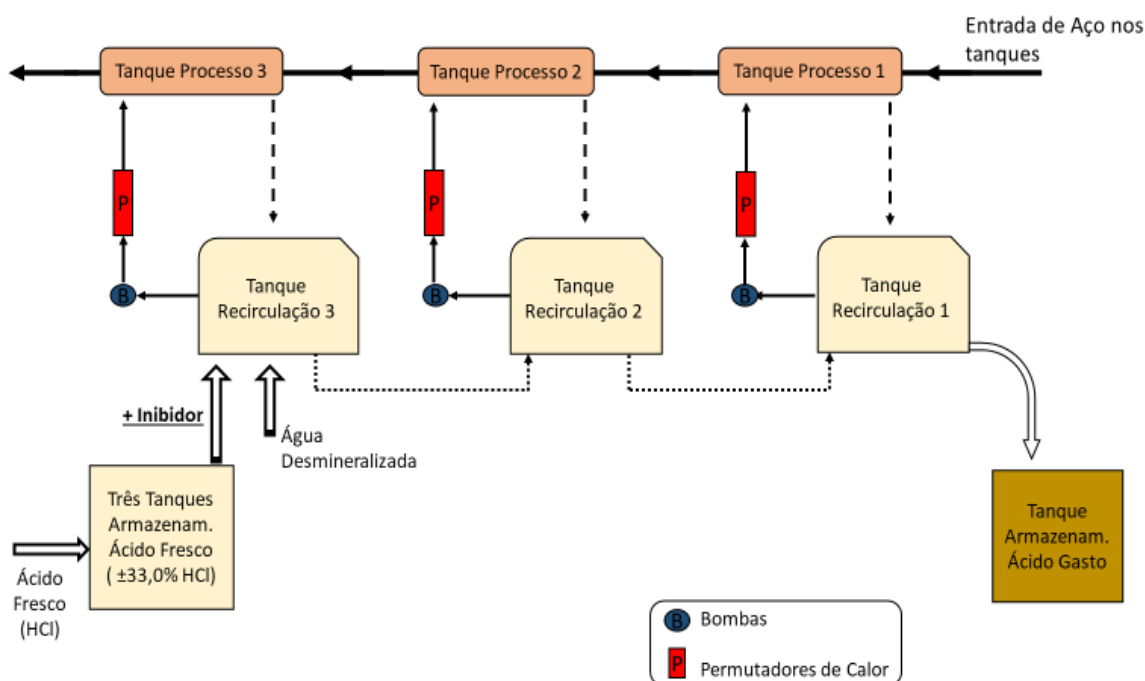 Entrada de Aço nos
tanques
Tanque Processo 3
Tanque Processo 2
Tanque Processo 1
P
P
P
B
B
B
Tanque
Recirculação 3
Tanque
Recirculação 2
Tanque
Recirculação 1
+ Inibidor
Água
Desmineralizada
Três Tanques
Armazenam.
Ácido Fresco
( ±33,0% HCl)
Ácido
Fresco
(HCl)
Tanque
Armazenam.
Ácido Gasto
B Bombas
P Permutadores de Calor